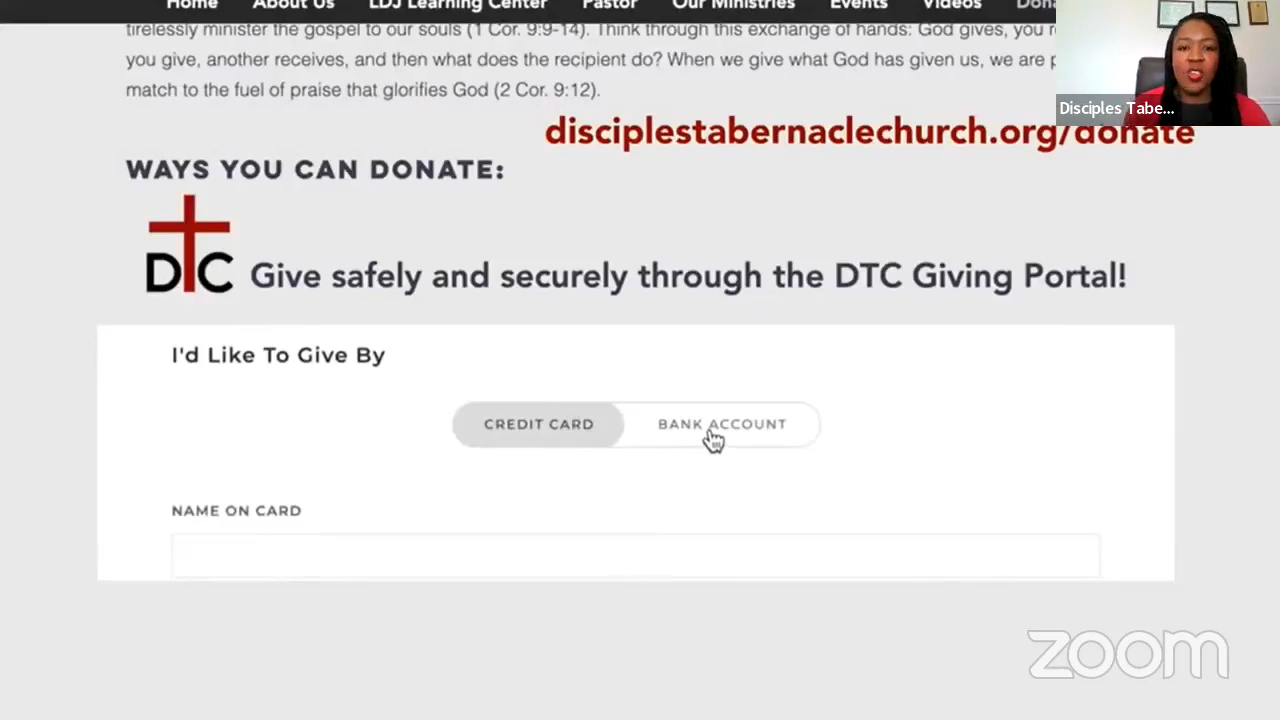 Home About Us LDJ Learning Center Pastor Our Ministries Events Videos Dona
tirelessly minister the gospel to our souls (1 Cor. 9:9-14). Think through this exchange of hands: God gives, you r
you give, another receives, and then what does the recipient do? When we give what God has given us, we are p
match to the fuel of praise that glorifies God (2 Cor. 9:12).
Disciples Tabe...
disciplestabernaclechurch.org/donate
WAYS YOU CAN DONATE:
DTC Give safely and securely through the DTC Giving Portal!
I'd Like To Give By
CREDIT CARD BANK ACCOUNT
NAME ON CARD
zoom